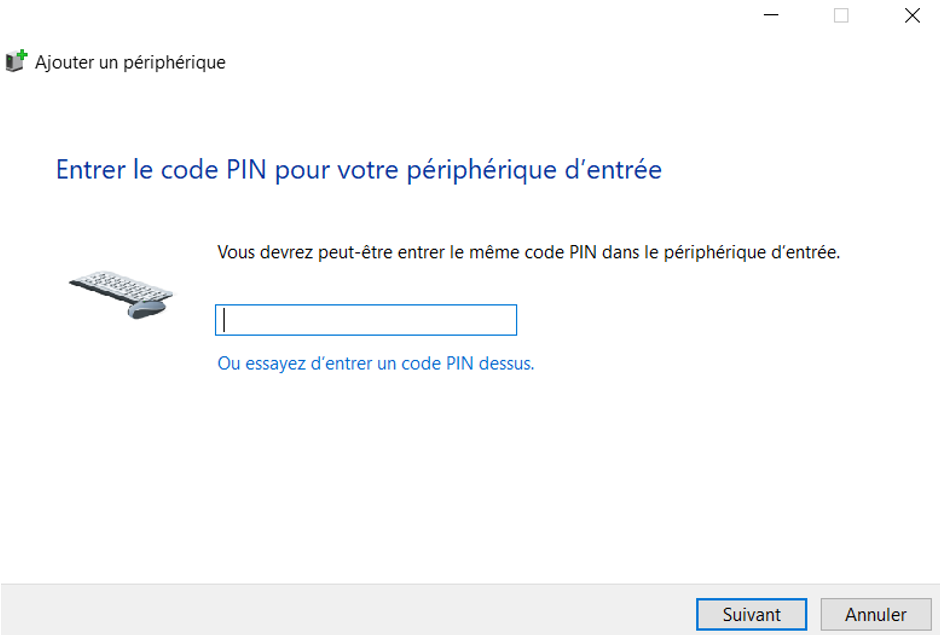 Ajouter un périphérique
Entrer le code PIN pour votre périphérique d’entrée
Vous devrez peut-être entrer le même code PIN dans le périphérique d’entrée.
Ou essayez d’entrer un code PIN dessus.
Suivant
Annuler